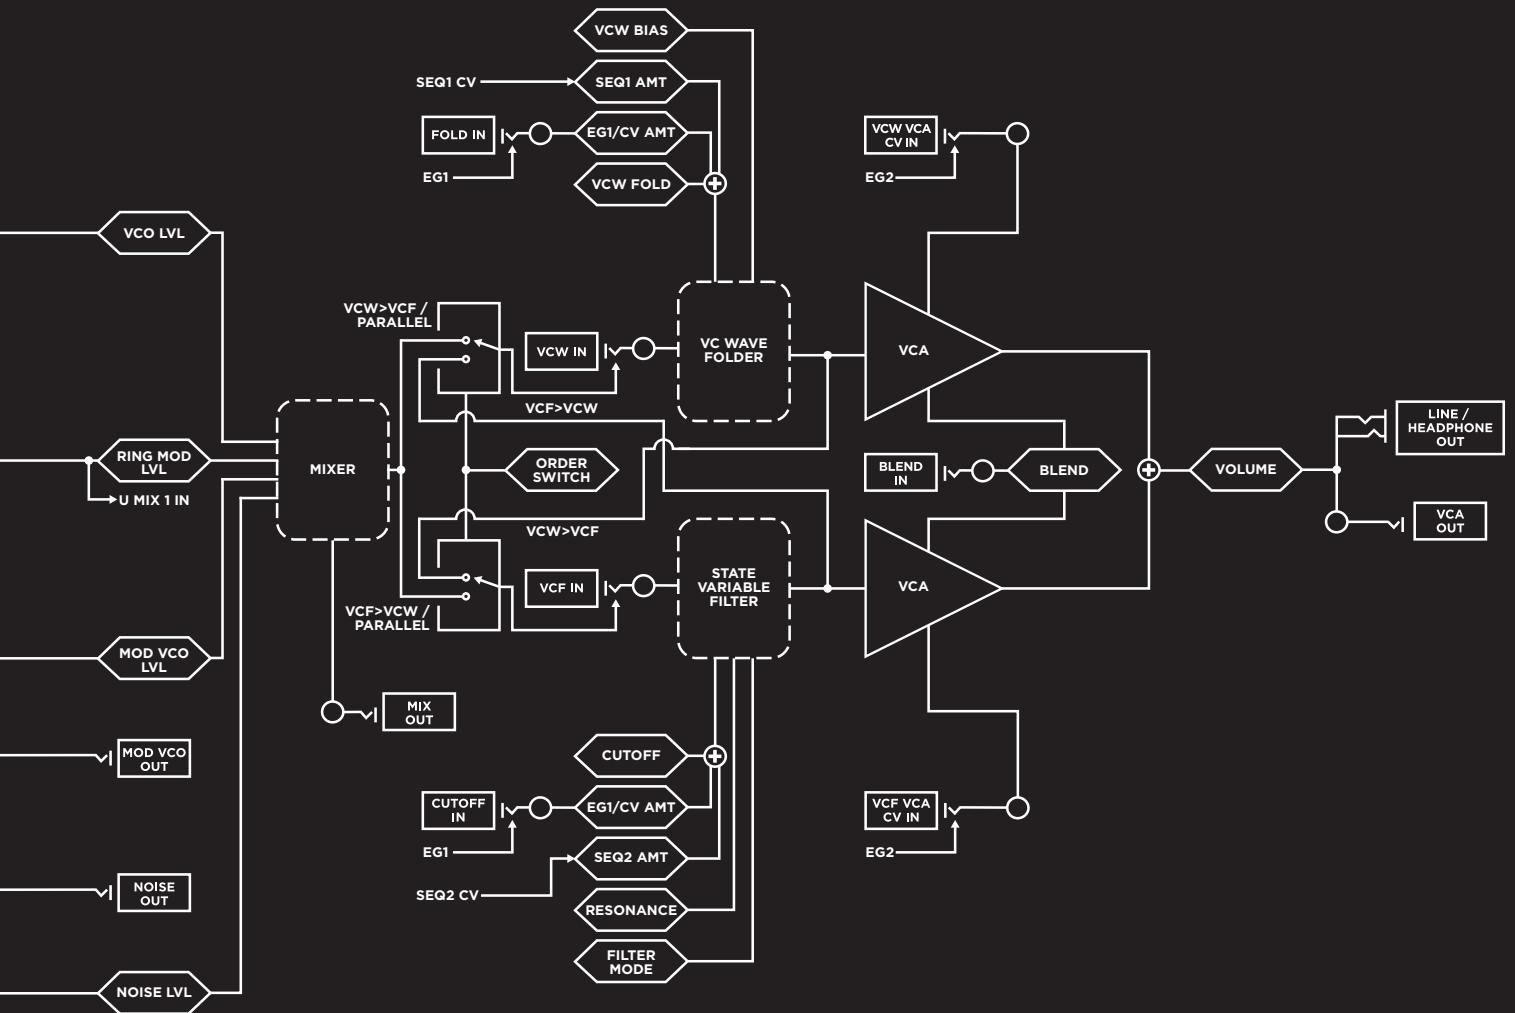 VCW BIAS
SEQ1 CV
SEQ1 AMT
FOLD IN
EG1/CV AMT
VCW VCA
CV IN
EG1
VCW FOLD
EG2
VCO LVL
VCW>VCF /
PARALLEL
VCW IN
VC WAVE
FOLDER
VCA
VCF>VCW
LINE /
HEADPHONE
OUT
RING MOD
LVL
MIXER
ORDER
SWITCH
BLEND
IN
BLEND
VOLUME
U MIX 1 IN
VCW>VCF
VCA
OUT
VCF IN
STATE
VARIABLE
FILTER
VCA
VCF>VCW /
PARALLEL
MOD VCO
LVL
MIX
OUT
MOD VCO
OUT
CUTOFF
CUTOFF
IN
EG1/CV AMT
VCF VCA
CV IN
EG1
SEQ2 AMT
EG2
NOISE
OUT
SEQ2 CV
RESONANCE
FILTER
MODE
NOISE LVL